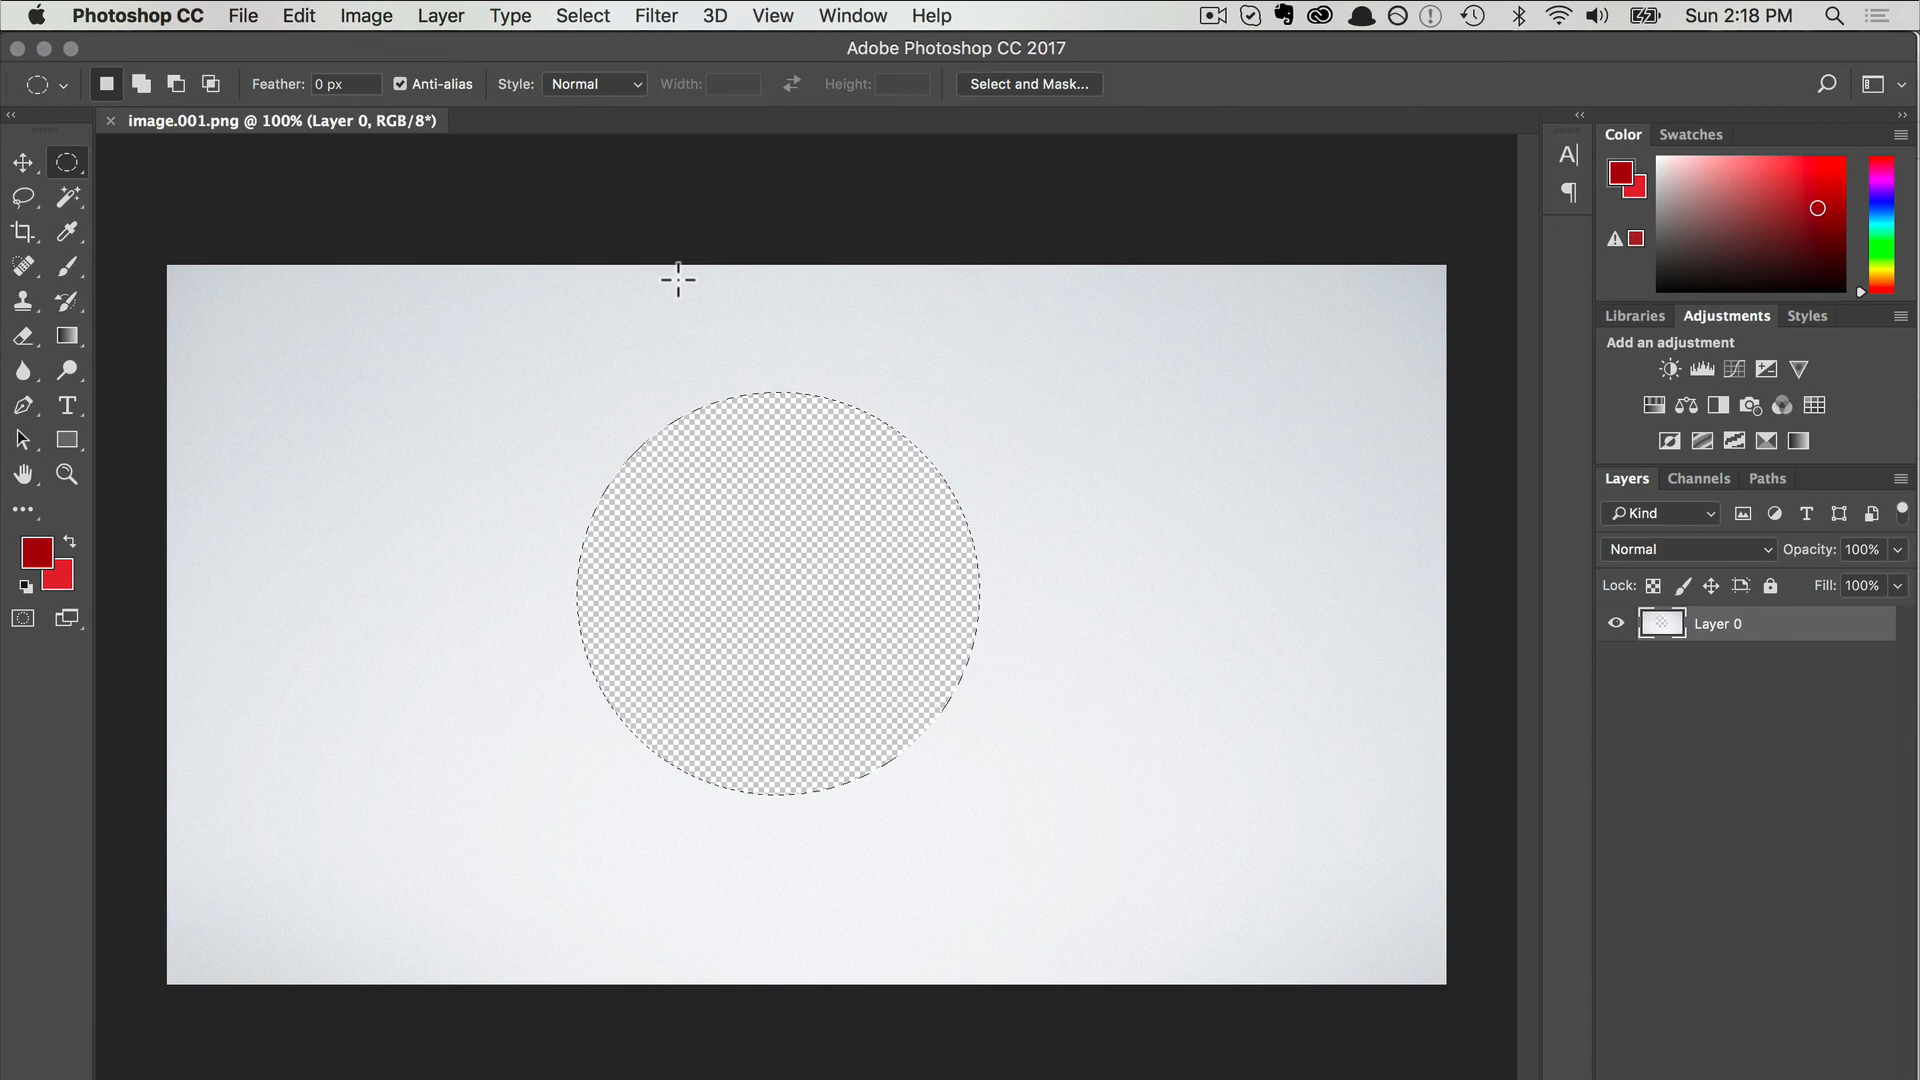 Photoshop CC File Edit Image Layer Type Select Filter 3D View Window Help Sun 2:18 PM
Adobe Photoshop CC 2017
Feather: 0 px Anti-alias Style: Normal Width: Height: Select and Mask...
image.001.png @ 100% (Layer 0, RGB/8*)
Color Swatches
Libraries Adjustments Styles
Add an adjustment
Layers Channels Paths
Kind
Normal Opacity: 100%
Lock: Fill: 100%
Layer 0